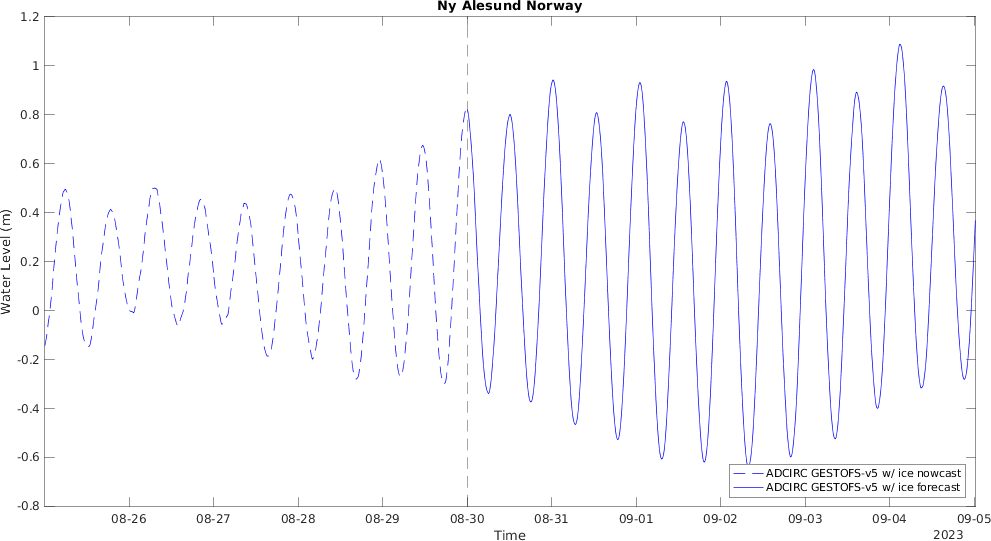 Ny Alesund Norway
1.2
1
0.8
0.6
0.4
0.2
0
-0.2
-0.4
-0.6
-0.8
Water Level (m)
ADCIRC GESTOFS-v5 w/ ice nowcast
ADCIRC GESTOFS-v5 w/ ice forecast
08-26 08-27 08-28 08-29 08-30 08-31 09-01 09-02 09-03 09-04 09-05
Time
2023